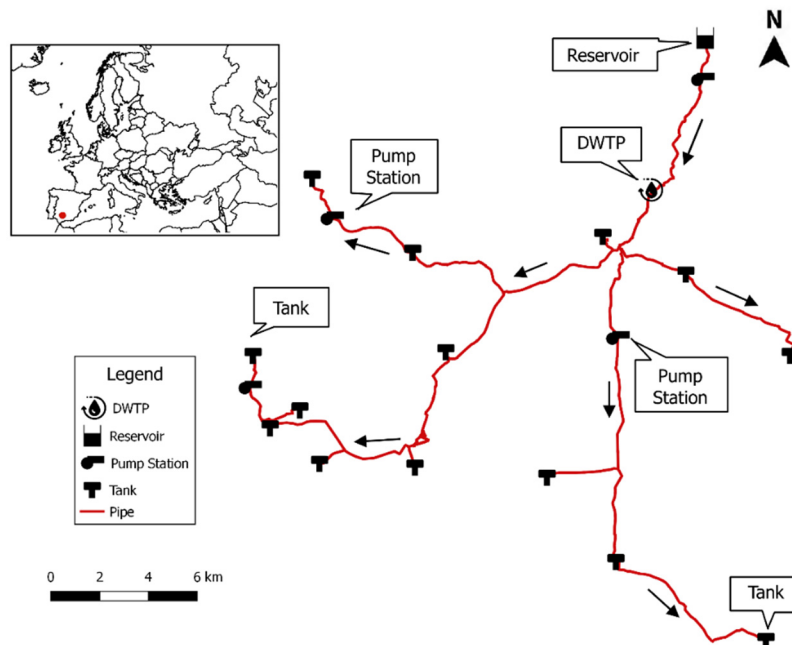 N
Reservoir
DWTP
Pump
Station
Tank
Pump
Station
Legend
DWTP
Reservoir
Pump Station
Tank
Pipe
0 2 4 6 km
Tank